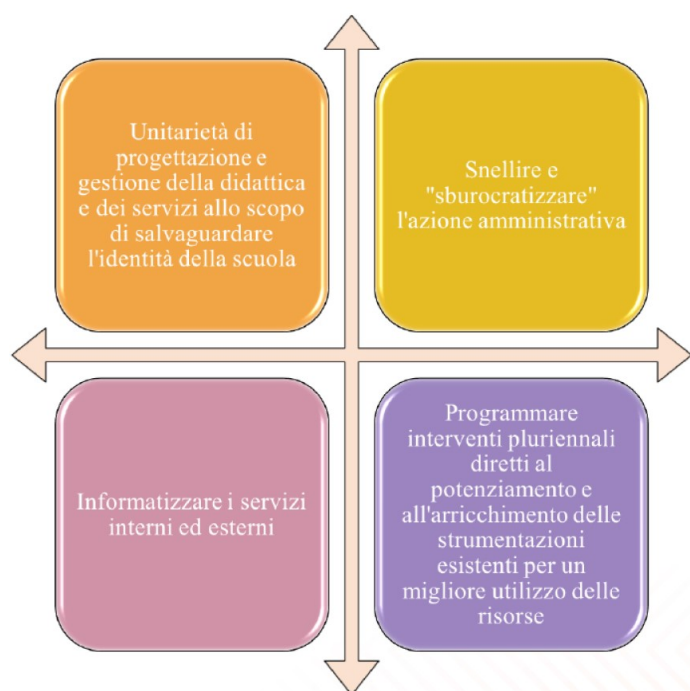 Unitarietà di
progettazione e
gestione della didattica
e dei servizi allo scopo
di salvaguardare
l'identità della scuola
Snellire e
"sburocratizzare"
l'azione amministrativa
Informatizzare i servizi
interni ed esterni
Programmare
interventi pluriennali
diretti al
potenziamento e
all'arricchimento delle
strumentazioni
esistenti per un
migliore utilizzo delle
risorse